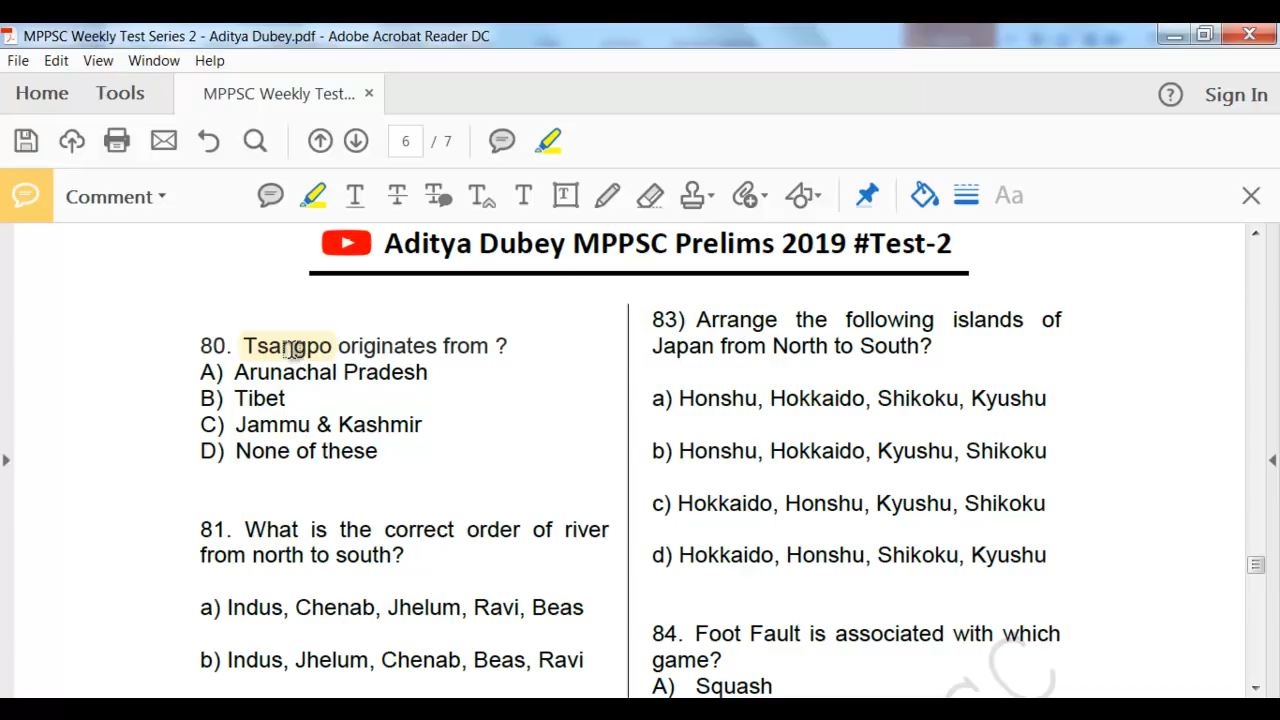 MPPSC Weekly Test Series 2 - Aditya Dubey.pdf - Adobe Acrobat Reader DC
File Edit View Window Help
Home Tools MPPSC Weekly Test... × Sign In
6 / 7
Comment
Aditya Dubey MPPSC Prelims 2019 #Test-2
80. Tsangpo originates from ?
A) Arunachal Pradesh
B) Tibet
C) Jammu & Kashmir
D) None of these
81. What is the correct order of river
from north to south?
a) Indus, Chenab, Jhelum, Ravi, Beas
b) Indus, Jhelum, Chenab, Beas, Ravi
83) Arrange the following islands of
Japan from North to South?
a) Honshu, Hokkaido, Shikoku, Kyushu
b) Honshu, Hokkaido, Kyushu, Shikoku
c) Hokkaido, Honshu, Kyushu, Shikoku
d) Hokkaido, Honshu, Shikoku, Kyushu
84. Foot Fault is associated with which
game?
A) Squash